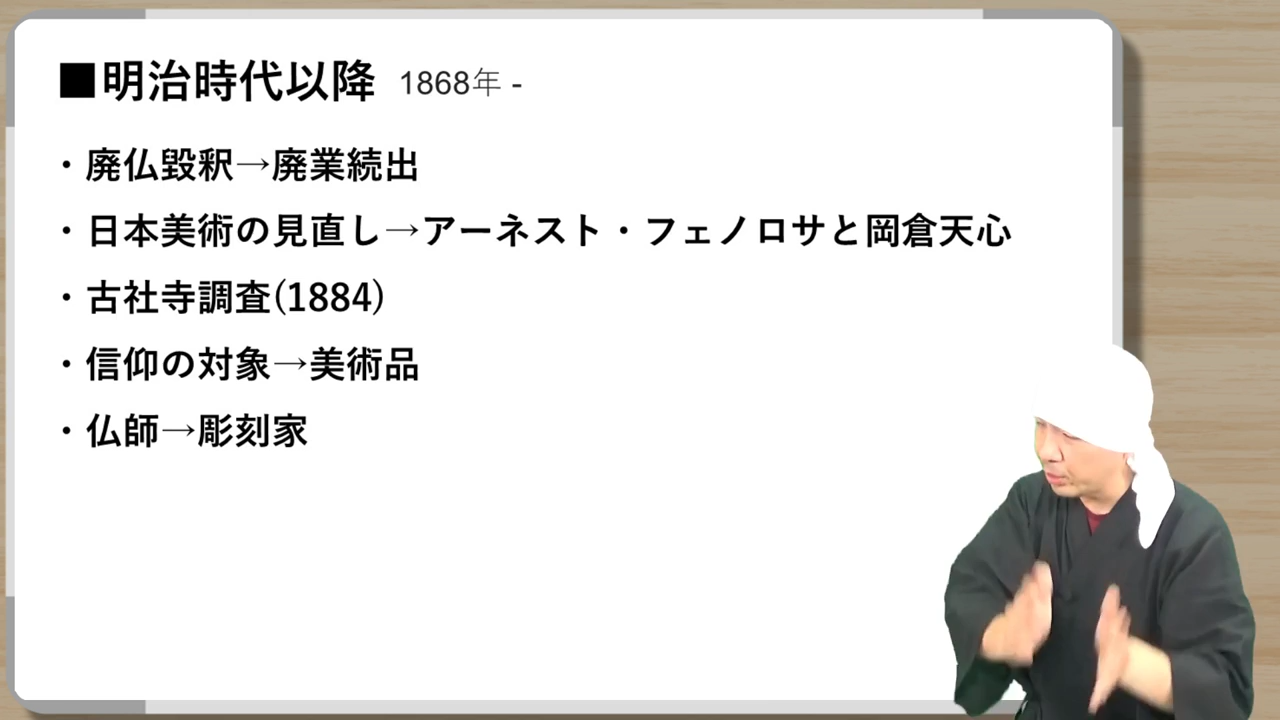 ■明治時代以降 1868年 -
・廃仏毀釈→廃業続出
・日本美術の見直し→アーネスト・フェノロサと岡倉天心
・古社寺調査(1884)
・信仰の対象→美術品
・仏師→彫刻家